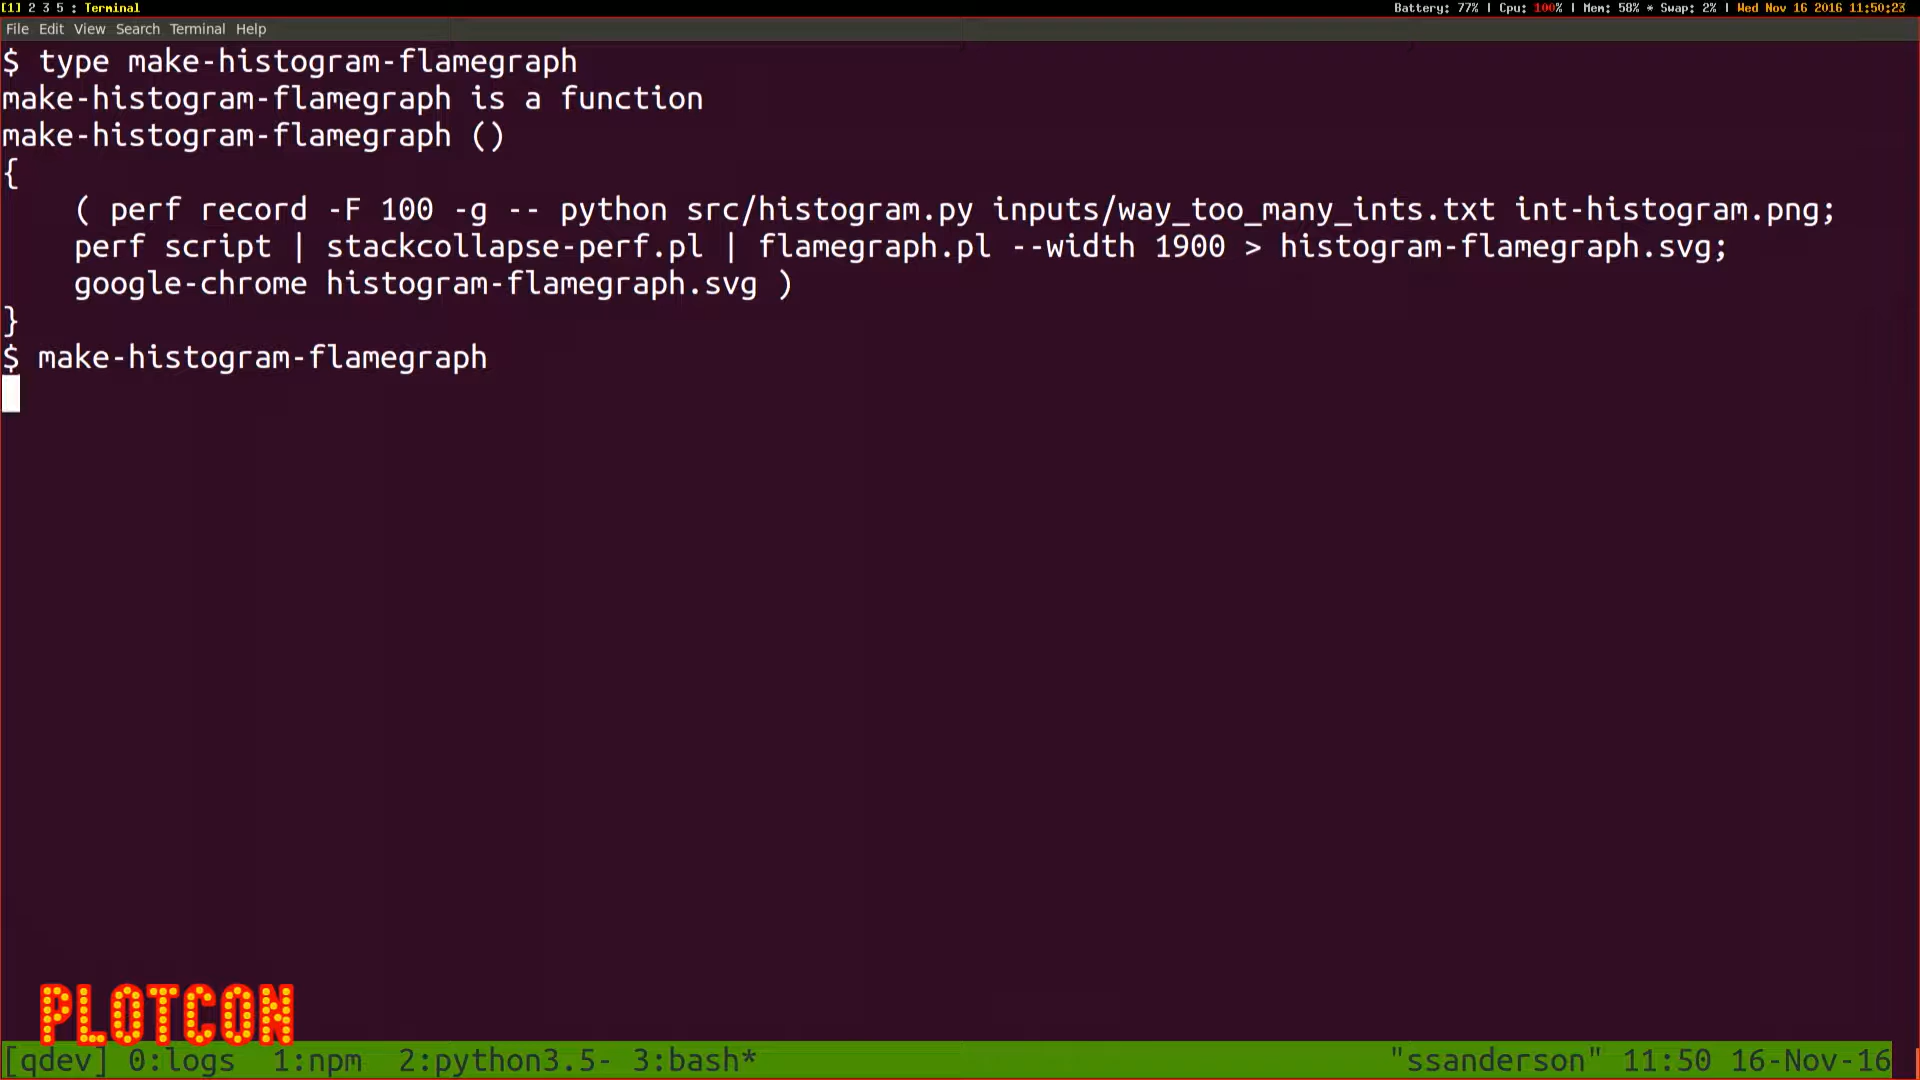 [1] 2 3 5 : Terminal
Battery: 77% | Cpu: 100% | Mem: 58% * Swap: 2% | Wed Nov 16 2016 11:50:23
File Edit View Search Terminal Help
$ type make-histogram-flamegraph
make-histogram-flamegraph is a function
make-histogram-flamegraph ()
{
    ( perf record -F 100 -g -- python src/histogram.py inputs/way_too_many_ints.txt int-histogram.png;
    perf script | stackcollapse-perf.pl | flamegraph.pl --width 1900 > histogram-flamegraph.svg;
    google-chrome histogram-flamegraph.svg )
}
$ make-histogram-flamegraph
PLOTCON
[qdev] 0:logs  1:npm  2:python3.5- 3:bash*
"ssanderson" 11:50 16-Nov-16